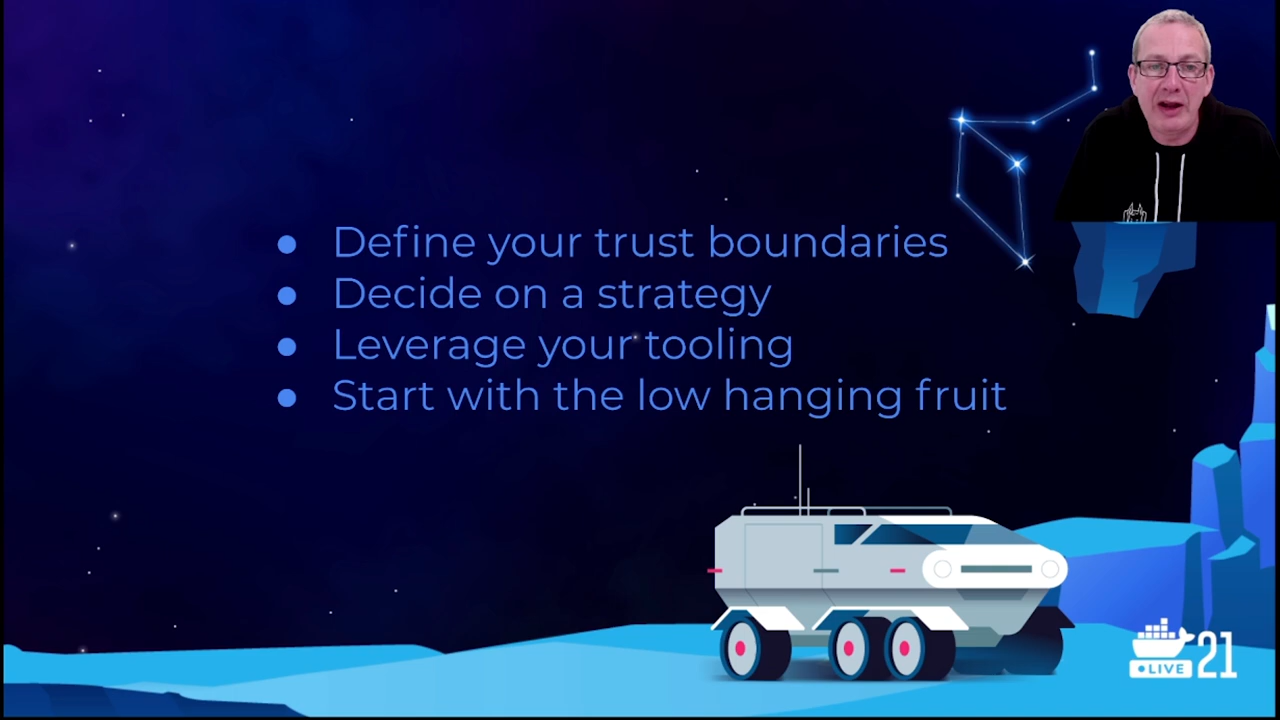 ● Define your trust boundaries
● Decide on a strategy
● Leverage your tooling
● Start with the low hanging fruit
LIVE 21